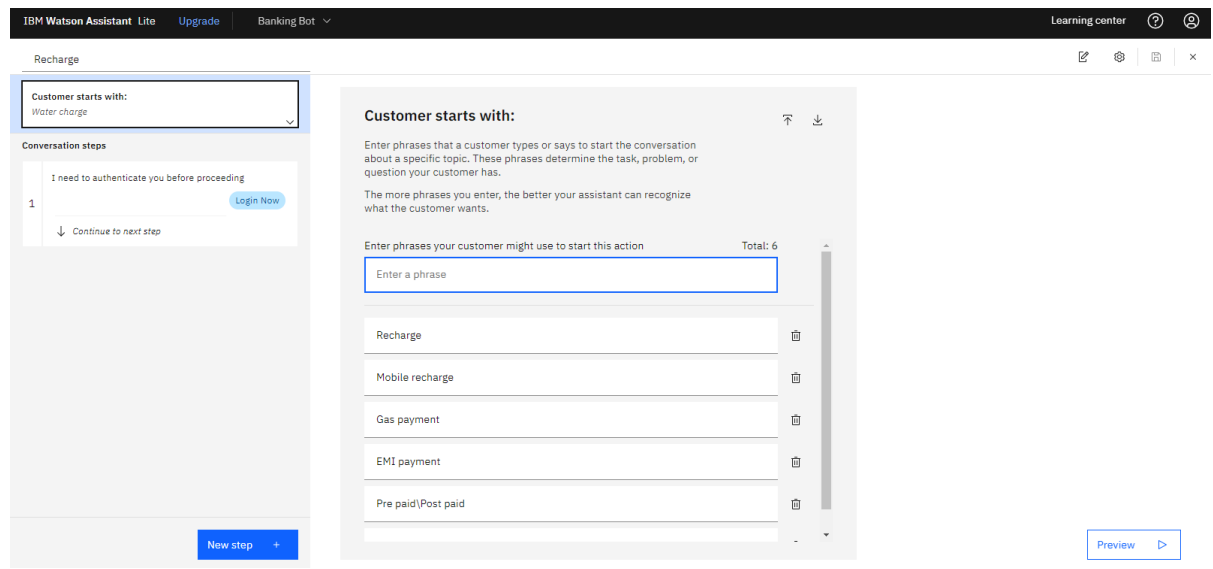 IBM Watson Assistant Lite Upgrade Banking Bot Learning center
Recharge
Customer starts with:
Water charge
Conversation steps
1
I need to authenticate you before proceeding
Login Now
Continue to next step
New step +
Customer starts with:
Enter phrases that a customer types or says to start the conversation
about a specific topic. These phrases determine the task, problem, or
question your customer has.
The more phrases you enter, the better your assistant can recognize
what the customer wants.
Enter phrases your customer might use to start this action Total: 6
Enter a phrase
Recharge
Mobile recharge
Gas payment
EMI payment
Pre paid\Post paid
Preview